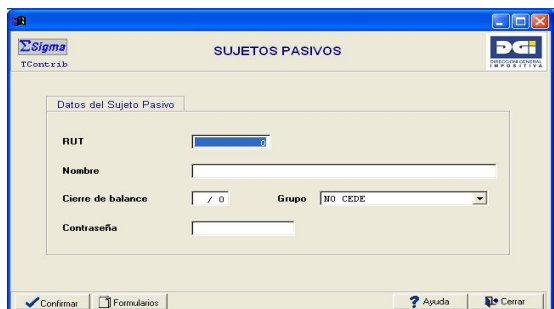 ΣSigma
TContrib
SUJETOS PASIVOS
DGi
DIRECCION GENERAL
IMPOSITIVA
Datos del Sujeto Pasivo
RUT 0
Nombre
Cierre de balance / 0 Grupo NO CEDE
Contraseña
Confirmar Formularios ? Ayuda Cerrar